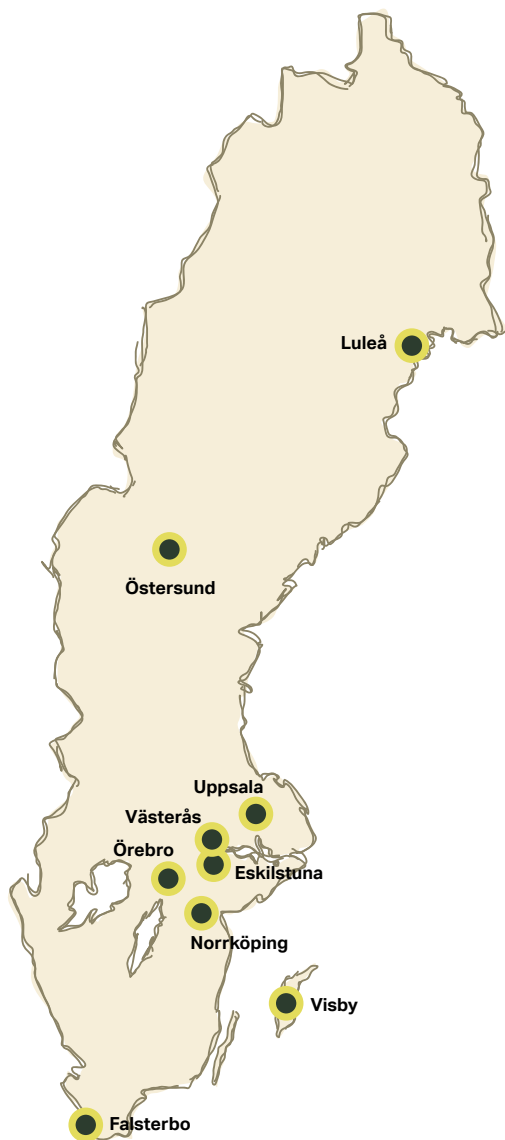 Luleå
Östersund
Uppsala
Västerås
Örebro
Eskilstuna
Norrköping
Visby
Falsterbo